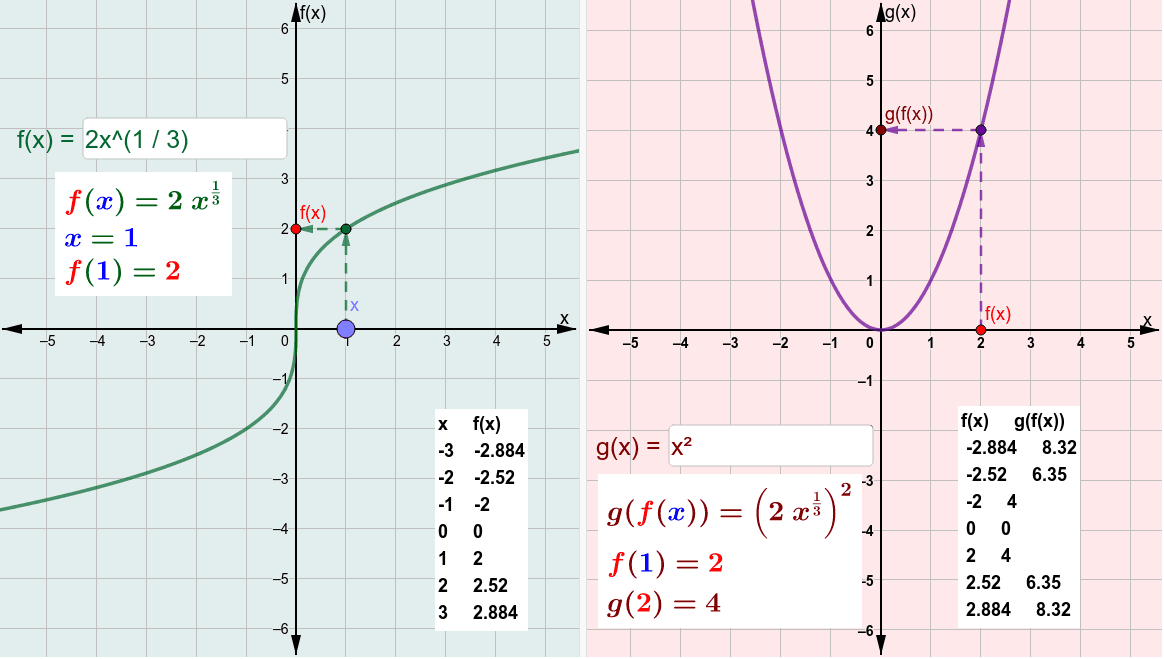 f(x)
6
5
f(x) = 2x^(1 / 3)
3
f(x) = 2 x^(1/3)
f(x)
2
x = 1
f(1) = 2
1
x
x
–5 –4 –3 –2 –1 0 1 2 3 4 5
–1
–2
–3
–4
–5
–6
x f(x)
-3 -2.884
-2 -2.52
-1 -2
0 0
1 2
2 2.52
3 2.884
g(x)
6
5
g(f(x))
4
3
2
1
f(x)
x
–5 –4 –3 –2 –1 0 1 2 3 4 5
–1
g(x) = x²
-3
-4
-5
–6
g(f(x)) = (2 x^(1/3))²
f(1) = 2
g(2) = 4
f(x) g(f(x))
-2.884 8.32
-2.52 6.35
-2 4
0 0
2 4
2.52 6.35
2.884 8.32